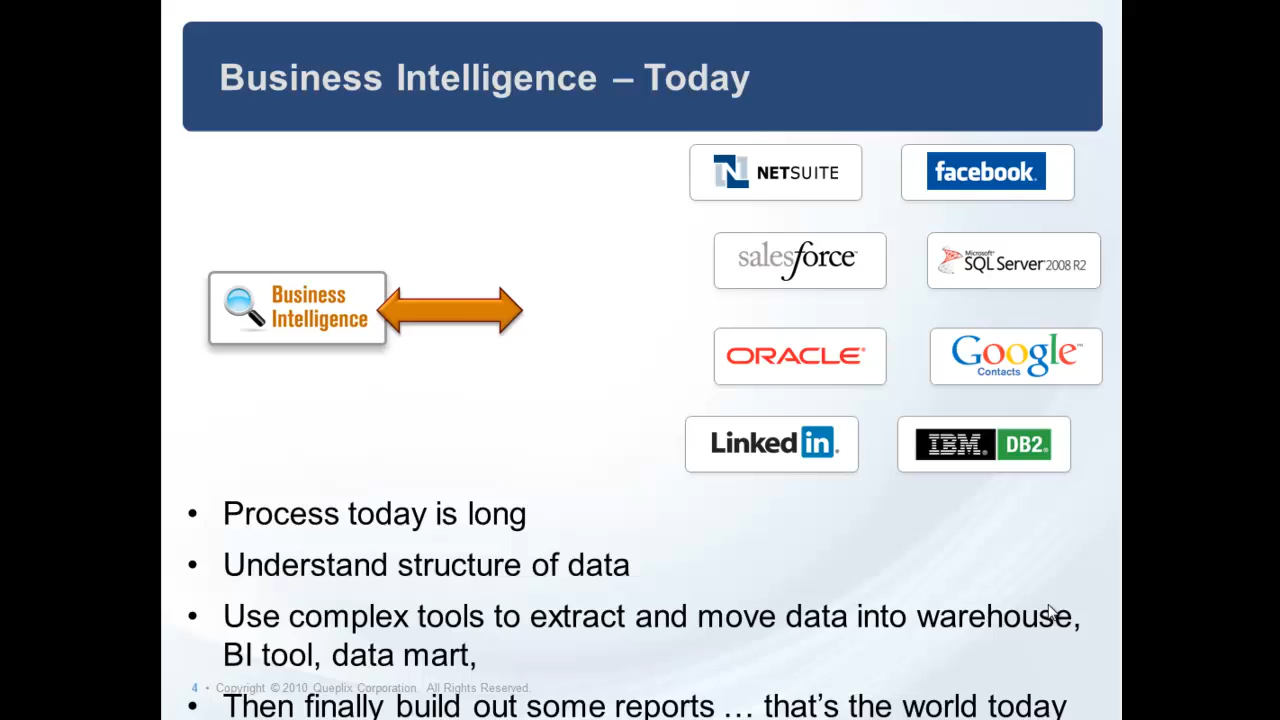 Business Intelligence – Today
NETSUITE
facebook.
salesforce
Microsoft
SQL Server 2008 R2
Business
Intelligence
ORACLE
Google
Contacts
Linked in
IBM DB2
• Process today is long
• Understand structure of data
• Use complex tools to extract and move data into warehouse,
BI tool, data mart,
4 • Copyright © 2010 Queplix Corporation. All Rights Reserved.
• Then finally build out some reports … that's the world today